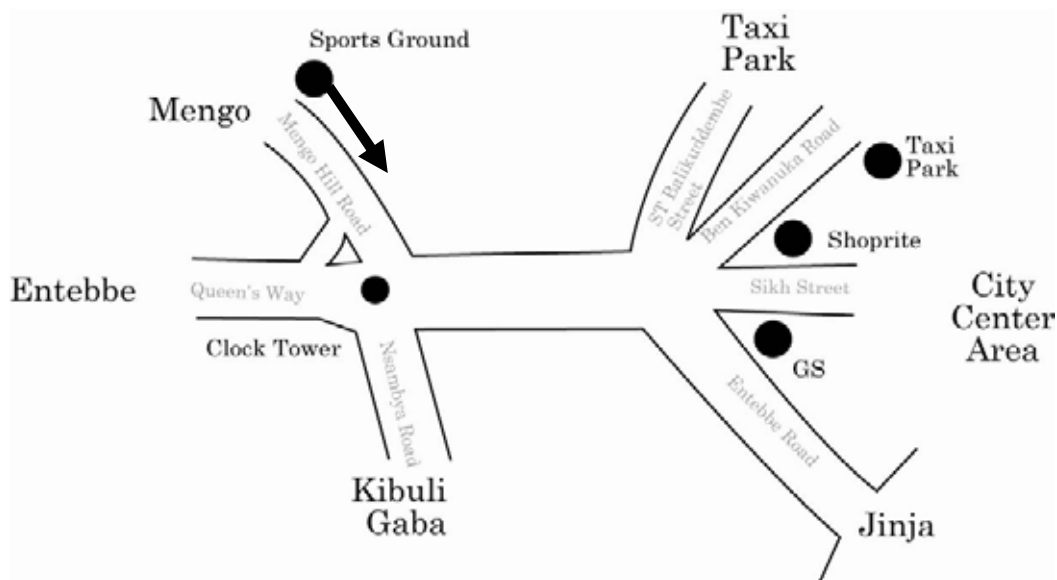 Sports Ground
Taxi
Park
Mengo
Mengo Hill Road
ST Balikuddembe
Street
Ben Kiwanuka Road
Taxi
Park
Shoprite
Entebbe
Queen's Way
Sikh Street
City
Center
Area
Clock Tower
Nsambya Road
GS
Entebbe Road
Kibuli
Gaba
Jinja